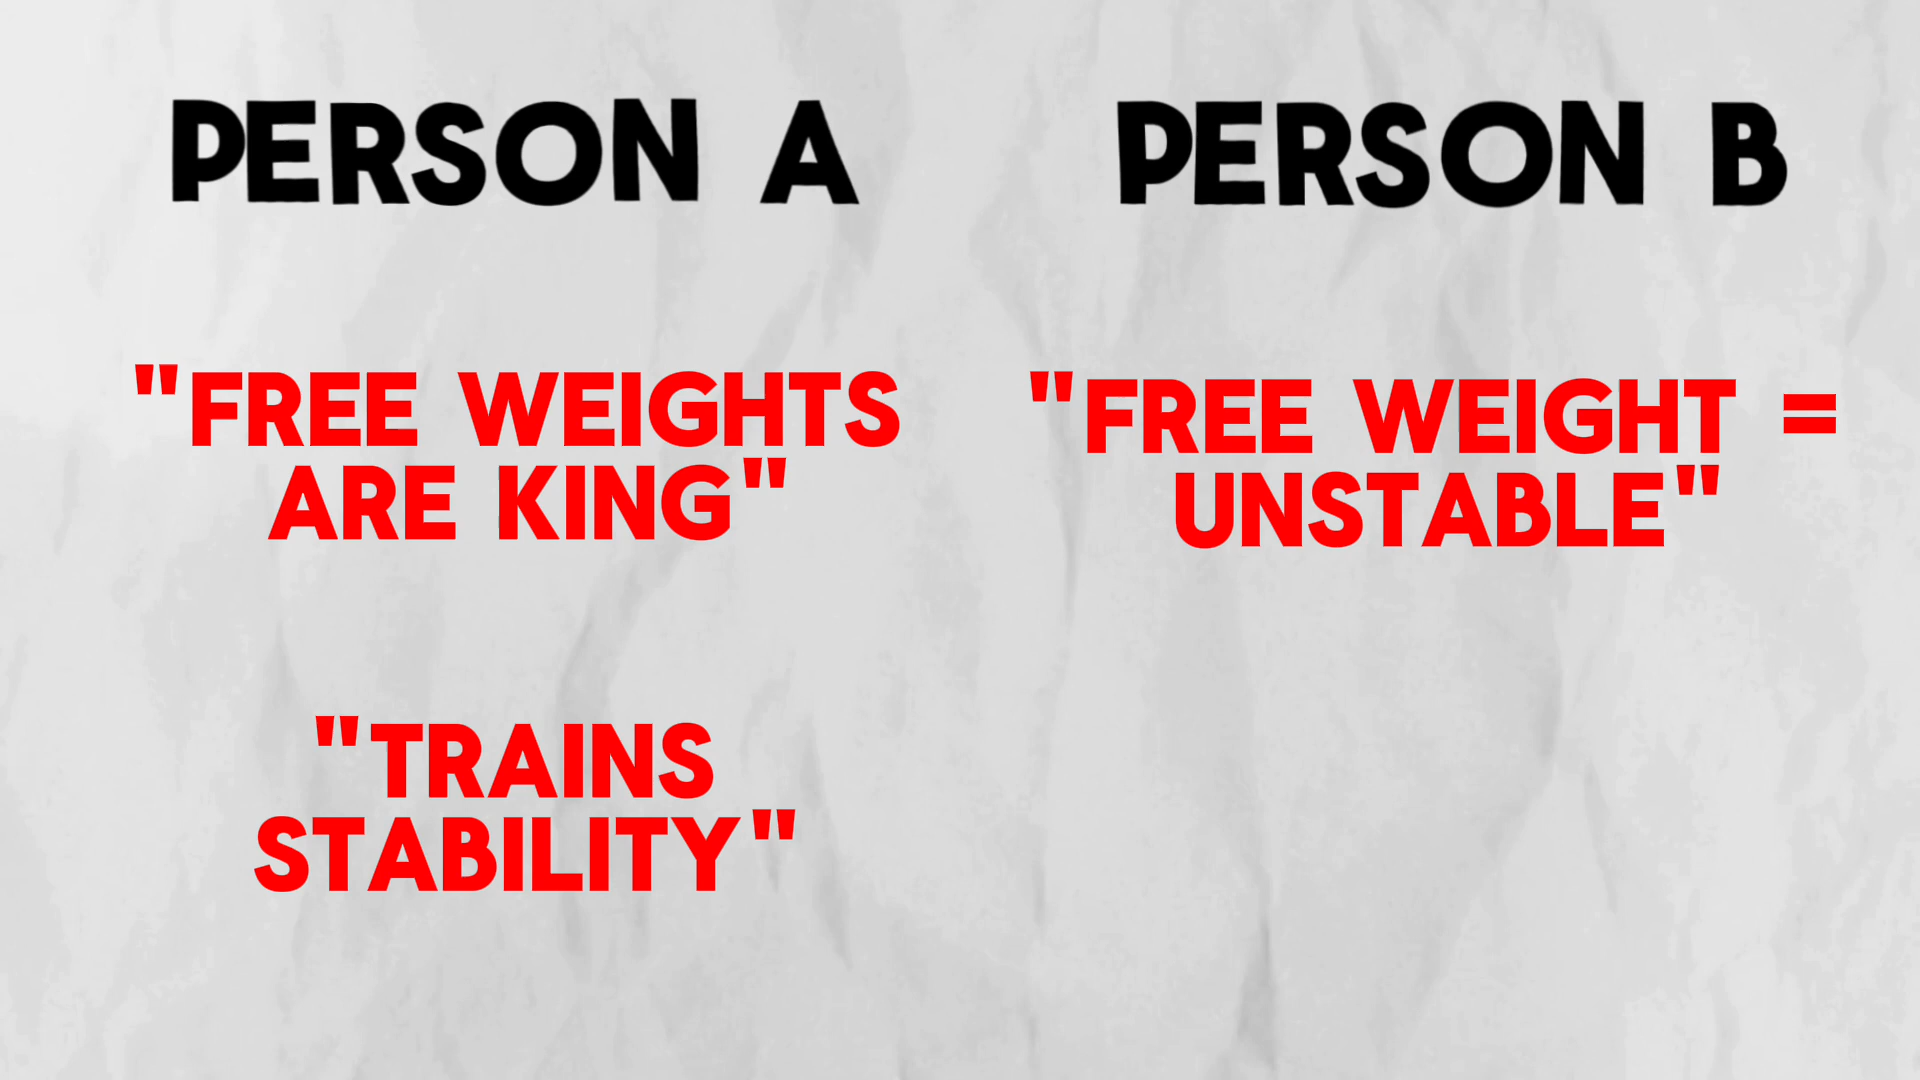 PERSON A
PERSON B
"FREE WEIGHTS
ARE KING"
"FREE WEIGHT =
UNSTABLE"
"TRAINS
STABILITY"